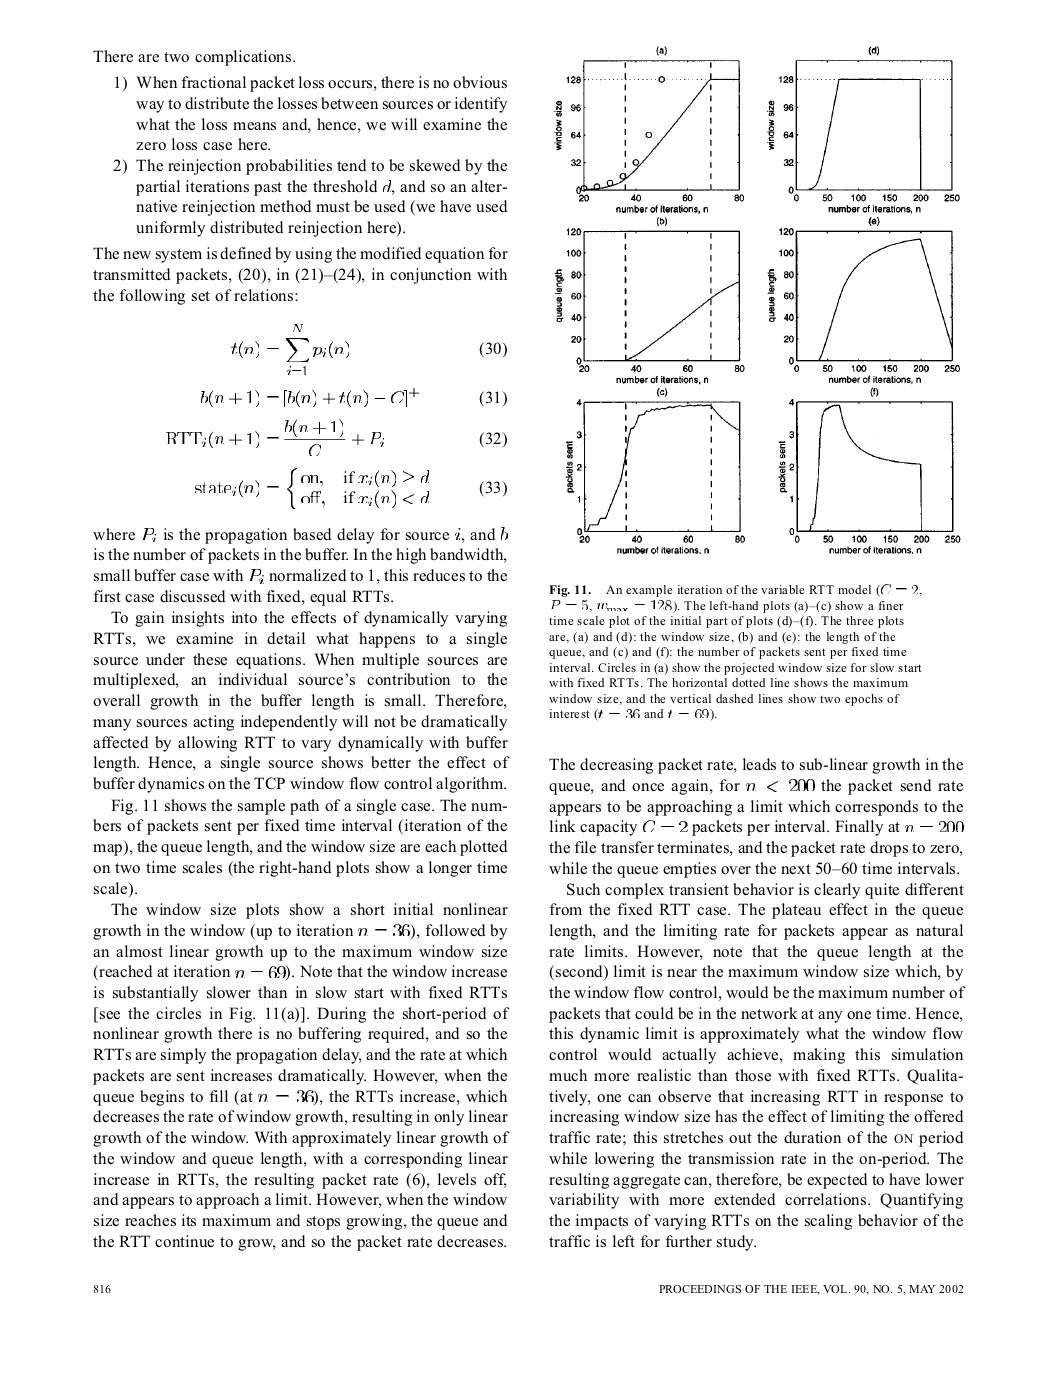 There are two complications.
1) When fractional packet loss occurs, there is no obvious
way to distribute the losses between sources or identify
what the loss means and, hence, we will examine the
zero loss case here.
2) The reinjection probabilities tend to be skewed by the
partial iterations past the threshold d, and so an alter-
native reinjection method must be used (we have used
uniformly distributed reinjection here).
The new system is defined by using the modified equation for
transmitted packets, (20), in (21)–(24), in conjunction with
the following set of relations:
t(n) = ∑_{i=1}^{N} p_i(n) (30)
b(n + 1) = [b(n) + t(n) − C]^+ (31)
RTT_i(n + 1) = b(n + 1)/C + P_i (32)
state_i(n) = { on, if x_i(n) > d
off, if x_i(n) < d (33)
where P_i is the propagation based delay for source i, and b
is the number of packets in the buffer. In the high bandwidth,
small buffer case with P_i normalized to 1, this reduces to the
first case discussed with fixed, equal RTTs.
To gain insights into the effects of dynamically varying
RTTs, we examine in detail what happens to a single
source under these equations. When multiple sources are
multiplexed, an individual source's contribution to the
overall growth in the buffer length is small. Therefore,
many sources acting independently will not be dramatically
affected by allowing RTT to vary dynamically with buffer
length. Hence, a single source shows better the effect of
buffer dynamics on the TCP window flow control algorithm.
Fig. 11 shows the sample path of a single case. The num-
bers of packets sent per fixed time interval (iteration of the
map), the queue length, and the window size are each plotted
on two time scales (the right-hand plots show a longer time
scale).
The window size plots show a short initial nonlinear
growth in the window (up to iteration n = 36), followed by
an almost linear growth up to the maximum window size
(reached at iteration n = 69). Note that the window increase
is substantially slower than in slow start with fixed RTTs
[see the circles in Fig. 11(a)]. During the short-period of
nonlinear growth there is no buffering required, and so the
RTTs are simply the propagation delay, and the rate at which
packets are sent increases dramatically. However, when the
queue begins to fill (at n = 36), the RTTs increase, which
decreases the rate of window growth, resulting in only linear
growth of the window. With approximately linear growth of
the window and queue length, with a corresponding linear
increase in RTTs, the resulting packet rate (6), levels off,
and appears to approach a limit. However, when the window
size reaches its maximum and stops growing, the queue and
the RTT continue to grow, and so the packet rate decreases.
(a)
window size
128
96
64
32
0
20 40 60 80
number of iterations, n
(d)
window size
128
96
64
32
0
0 50 100 150 200 250
number of iterations, n
(b)
queue length
120
100
80
60
40
20
0
20 40 60 80
number of iterations, n
(e)
queue length
120
100
80
60
40
20
0
0 50 100 150 200 250
number of iterations, n
(c)
packets sent
4
3
2
1
0
20 40 60 80
number of iterations, n
(f)
packets sent
4
3
2
1
0
0 50 100 150 200 250
number of iterations, n
Fig. 11. An example iteration of the variable RTT model (C = 2,
P = 5, w_max = 128). The left-hand plots (a)–(c) show a finer
time scale plot of the initial part of plots (d)–(f). The three plots
are, (a) and (d): the window size, (b) and (e): the length of the
queue, and (c) and (f): the number of packets sent per fixed time
interval. Circles in (a) show the projected window size for slow start
with fixed RTTs. The horizontal dotted line shows the maximum
window size, and the vertical dashed lines show two epochs of
interest (t = 36 and t = 69).
The decreasing packet rate, leads to sub-linear growth in the
queue, and once again, for n < 200 the packet send rate
appears to be approaching a limit which corresponds to the
link capacity C = 2 packets per interval. Finally at n = 200
the file transfer terminates, and the packet rate drops to zero,
while the queue empties over the next 50–60 time intervals.
Such complex transient behavior is clearly quite different
from the fixed RTT case. The plateau effect in the queue
length, and the limiting rate for packets appear as natural
rate limits. However, note that the queue length at the
(second) limit is near the maximum window size which, by
the window flow control, would be the maximum number of
packets that could be in the network at any one time. Hence,
this dynamic limit is approximately what the window flow
control would actually achieve, making this simulation
much more realistic than those with fixed RTTs. Qualita-
tively, one can observe that increasing RTT in response to
increasing window size has the effect of limiting the offered
traffic rate; this stretches out the duration of the ON period
while lowering the transmission rate in the on-period. The
resulting aggregate can, therefore, be expected to have lower
variability with more extended correlations. Quantifying
the impacts of varying RTTs on the scaling behavior of the
traffic is left for further study.
816
PROCEEDINGS OF THE IEEE, VOL. 90, NO. 5, MAY 2002